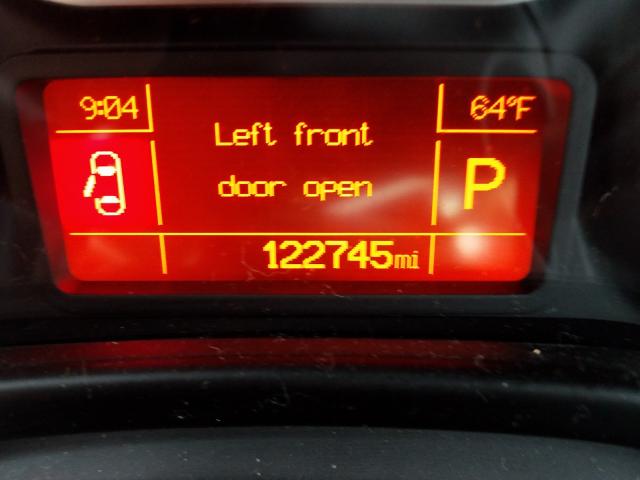 9:04
64°F
Left front
door open
P
122745mi